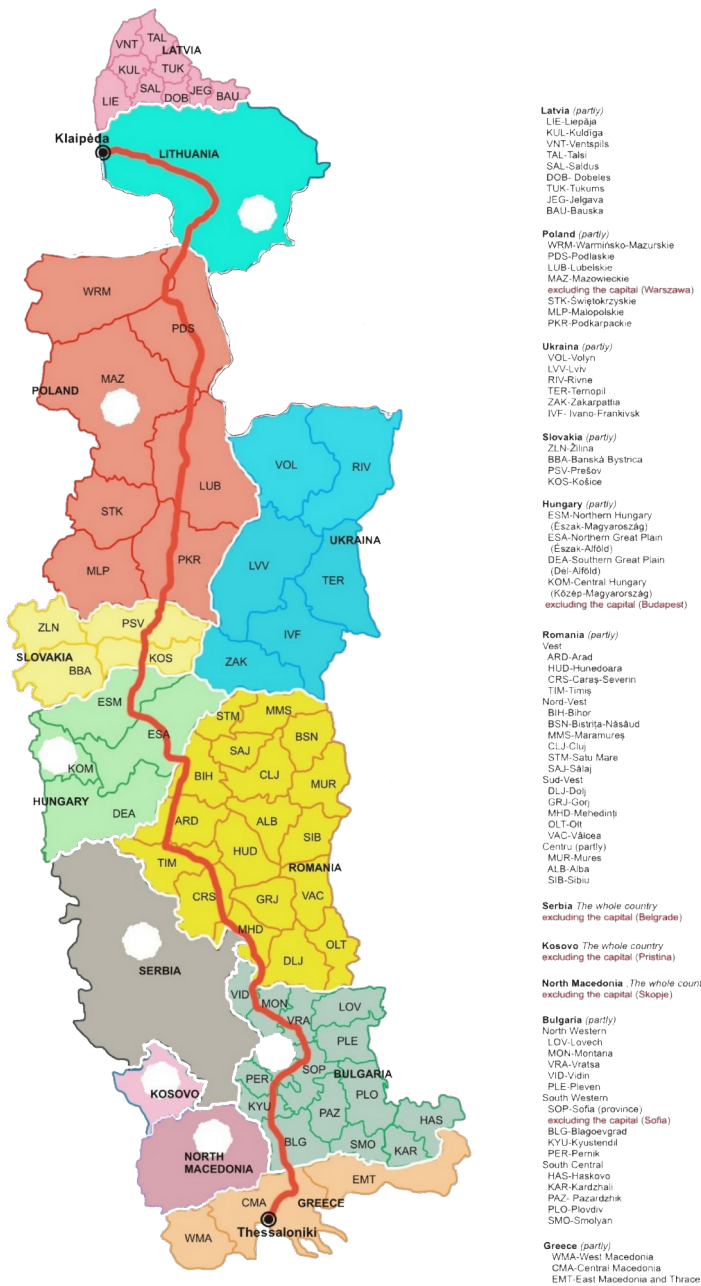 VNT
TAL
LATVIA
KUL
TUK
SAL
JEG
LIE
DOB
BAU
Klaipėda
LITHUANIA
WRM
PDS
MAZ
POLAND
LUB
STK
MLP
PKR
VOL
RIV
UKRAINA
LVV
TER
IVF
ZAK
ZLN
PSV
SLOVAKIA
KOS
BBA
ESM
ESA
KOM
HUNGARY
DEA
STM
MMS
BSN
SAJ
BIH
CLJ
MUR
ARD
ALB
SIB
HUD
TIM
ROMANIA
CRS
GRJ
VAC
MHD
OLT
DLJ
SERBIA
VID
MON
LOV
VRA
PLE
SOP
BULGARIA
PER
KOSOVO
KYU
PAZ
PLO
HAS
BLG
SMO
KAR
NORTH
MACEDONIA
EMT
CMA
GREECE
Thessaloniki
WMA
Latvia (partly)
LIE-Liepāja
KUL-Kuldīga
VNT-Ventspils
TAL-Talsi
SAL-Saldus
DOB- Dobeles
TUK-Tukums
JEG-Jelgava
BAU-Bauska
Poland (partly)
WRM-Warmińsko-Mazurskie
PDS-Podlaskie
LUB-Lubelskie
MAZ-Mazowieckie
excluding the capital (Warszawa)
STK-Świętokrzyskie
MLP-Malopolskie
PKR-Podkarpackie
Ukraina (partly)
VOL-Volyn
LVV-Lviv
RIV-Rivne
TER-Ternopil
ZAK-Zakarpattia
IVF- Ivano-Frankivsk
Slovakia (partly)
ZLN-Žilina
BBA-Banská Bystrica
PSV-Prešov
KOS-Košice
Hungary (partly)
ESM-Northern Hungary
(Észak-Magyaroszág)
ESA-Northern Great Plain
(Észak-Alföld)
DEA-Southern Great Plain
(Dél-Alföld)
KOM-Central Hungary
(Közép-Magyarország)
excluding the capital (Budapest)
Romania (partly)
Vest
ARD-Arad
HUD-Hunedoara
CRS-Caraş-Severin
TIM-Timiş
Nord-Vest
BIH-Bihor
BSN-Bistriţa-Năsăud
MMS-Maramureş
CLJ-Cluj
STM-Satu Mare
SAJ-Sălaj
Sud-Vest
DLJ-Dolj
GRJ-Gorj
MHD-Mehedinţi
OLT-Olt
VAC-Vâlcea
Centru (partly)
MUR-Mures
ALB-Alba
SIB-Sibiu
Serbia The whole country
excluding the capital (Belgrade)
Kosovo The whole country
excluding the capital (Pristina)
North Macedonia ,The whole count
excluding the capital (Skopje)
Bulgaria (partly)
North Western
LOV-Lovech
MON-Montana
VRA-Vratsa
VID-Vidin
PLE-Pleven
South Western
SOP-Sofia (province)
excluding the capital (Sofia)
BLG-Blagoevgrad
KYU-Kyustendil
PER-Pernik
South Central
HAS-Haskovo
KAR-Kardzhali
PAZ- Pazardzhik
PLO-Plovdiv
SMO-Smolyan
Greece (partly)
WMA-West Macedonia
CMA-Central Macedonia
EMT-East Macedonia and Thrace